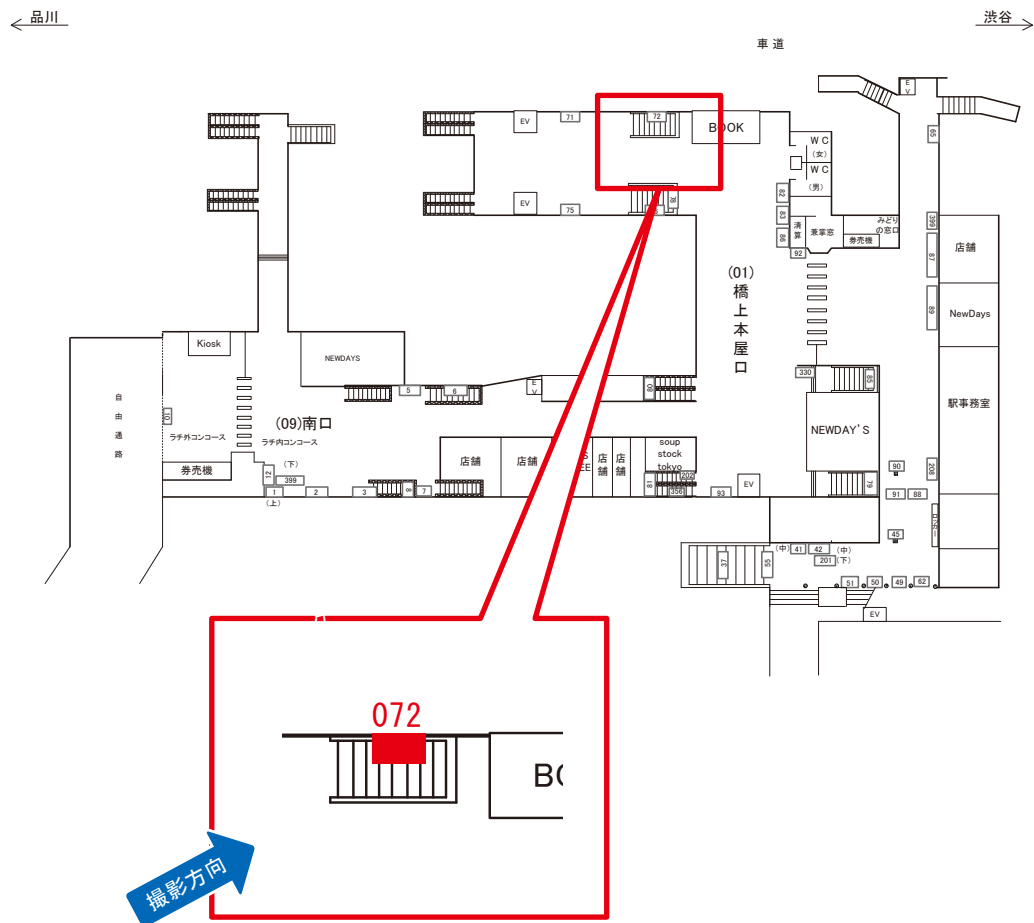 品川
渋谷
車 道
EV
71
72
BOOK
WC
(女)
WC
(男)
EV
65
EV
75
78
82
83
86
清算
兼掌窓
みどりの窓口
券売機
92
399
87
店舗
89
NewDays
(01)
橋上本屋口
Kiosk
NEWDAYS
5
6
EV
80
330
85
駅事務室
NEWDAY'S
自由通路
10
(09)南口
ラチ外コンコース
ラチ内コンコース
券売機
(下)
12
399
1
2
3
8
7
(上)
店舗
店舗
店舗
店舗
soup
stock
tokyo
202
81
356
93
EV
79
90
208
91
88
45
37
55
(中)
41
42
(中)
201
(下)
51
50
49
62
EV
072
撮影方向